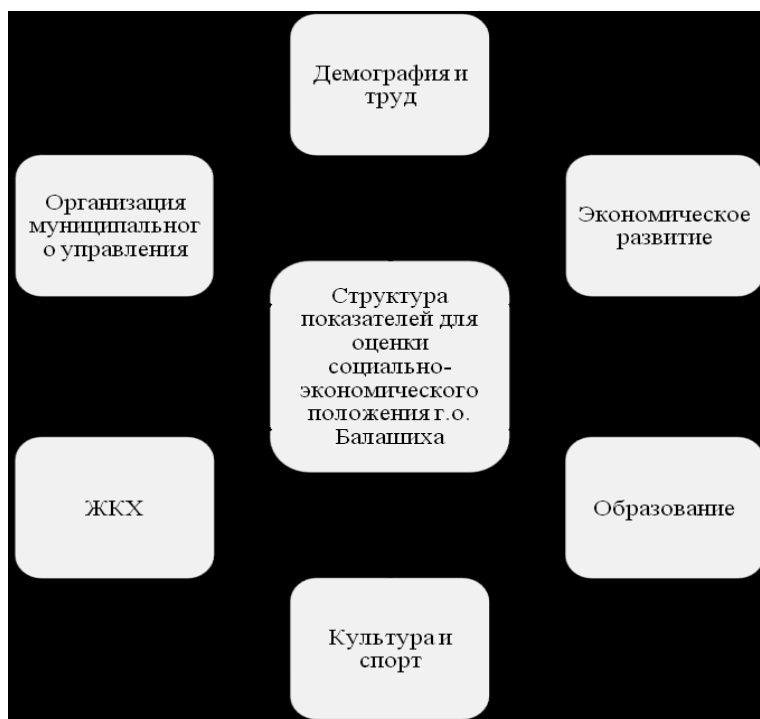 Демография и
труд
Организация
муниципальног
о управления
Экономическое
развитие
Структура
показателей для
оценки
социально-
экономического
положения г.о.
Балашиха
ЖКХ
Образование
Культура и
спорт